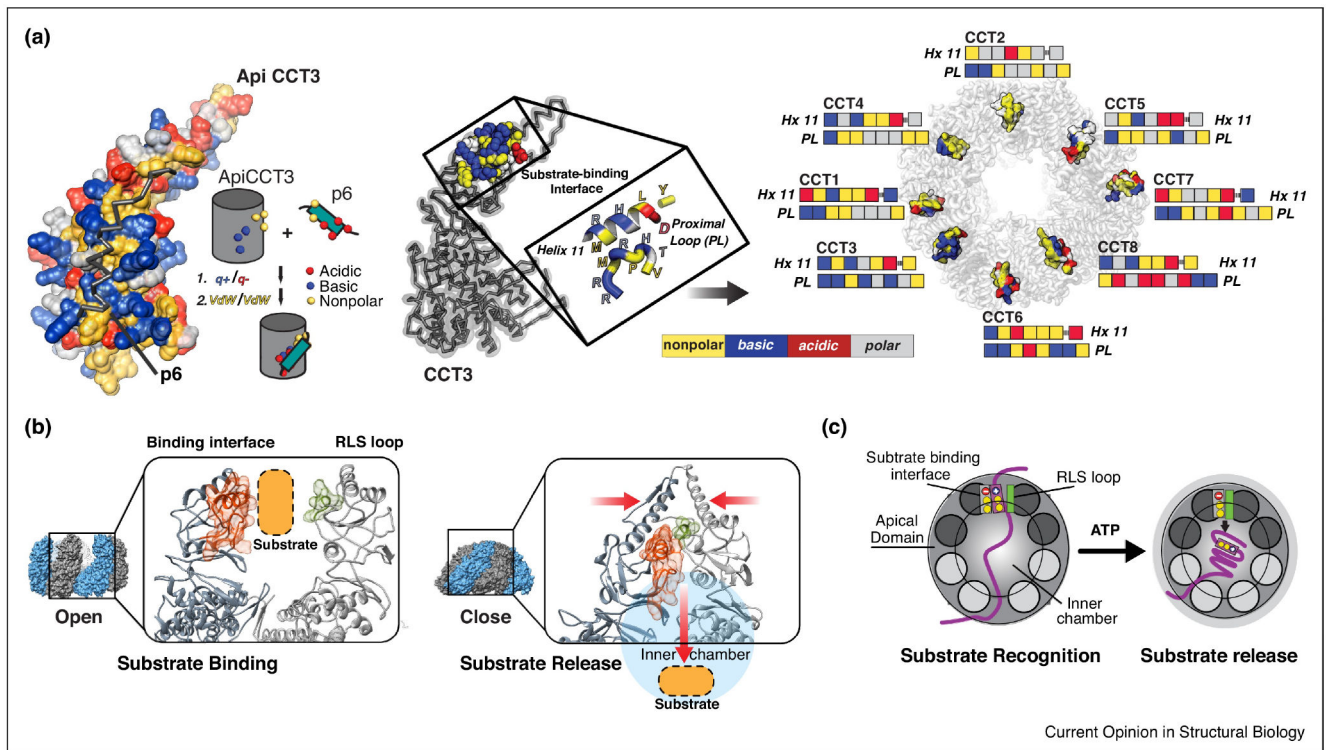 (a)
Api CCT3
ApiCCT3
p6
+
1. q+/q-
2. VdW/VdW
Acidic
Basic
Nonpolar
p6
Substrate-binding
Interface
Helix 11
R
H
L
Y
D
M
R
H
T
M
P
V
R
R
Proximal
Loop (PL)
CCT3
nonpolar basic acidic polar
CCT2
Hx 11
PL
CCT4
Hx 11
PL
CCT5
Hx 11
PL
CCT1
Hx 11
PL
CCT7
Hx 11
PL
CCT3
Hx 11
PL
CCT8
Hx 11
PL
CCT6
Hx 11
PL
(b)
Binding interface
RLS loop
Substrate
Open
Substrate Binding
Close
Inner chamber
Substrate Release
Substrate
(c)
Subtrate binding
interface
RLS loop
Apical
Domain
ATP
Inner
chamber
Substrate Recognition
Substrate release
Current Opinion in Structural Biology